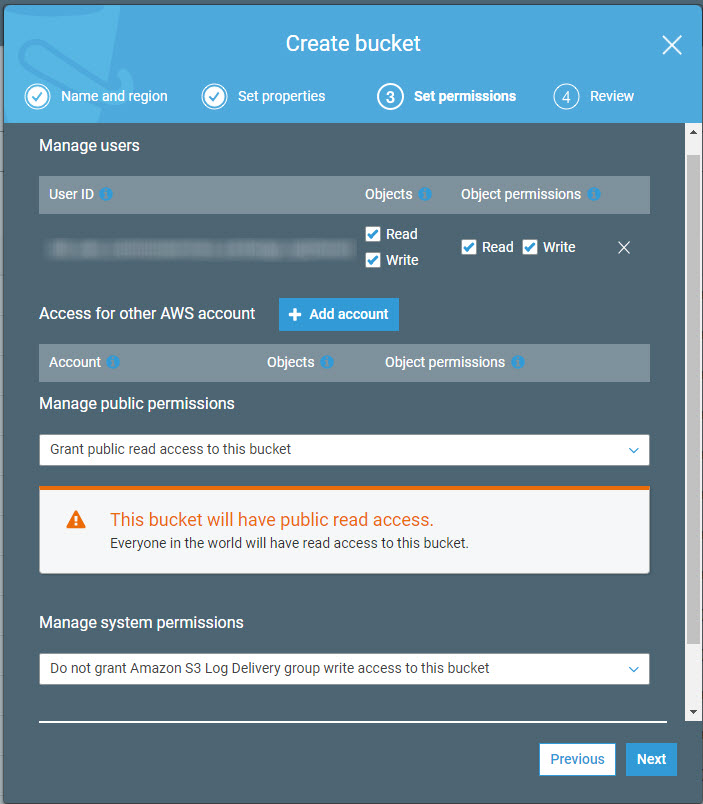 Create bucket
Name and region
Set properties
3 Set permissions
4 Review
Manage users
User ID Objects Object permissions
Read
Write
Read Write
Access for other AWS account + Add account
Account Objects Object permissions
Manage public permissions
Grant public read access to this bucket
This bucket will have public read access.
Everyone in the world will have read access to this bucket.
Manage system permissions
Do not grant Amazon S3 Log Delivery group write access to this bucket
Previous Next